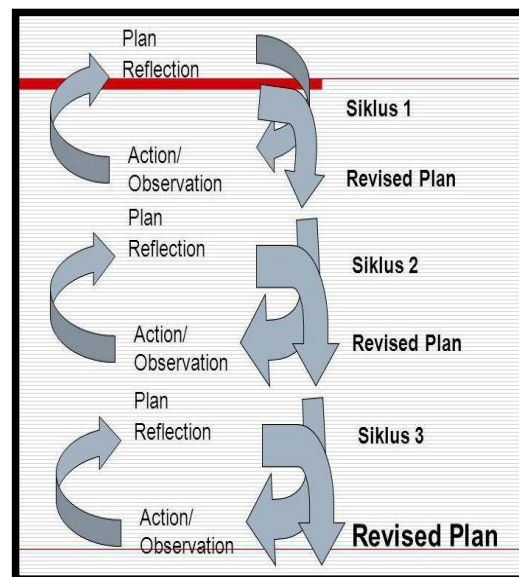 Plan
Reflection
Siklus 1
Action/
Observation
Revised Plan
Plan
Reflection
Siklus 2
Action/
Observation
Revised Plan
Plan
Reflection
Siklus 3
Action/
Observation
Revised Plan